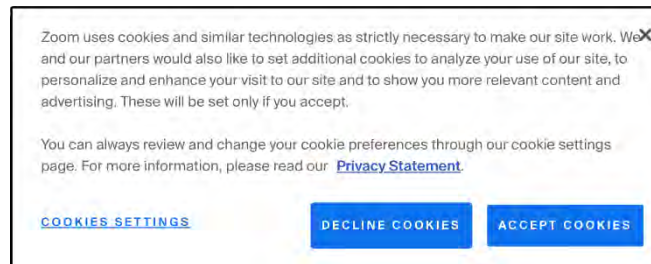 Zoom uses cookies and similar technologies as strictly necessary to make our site work. We
and our partners would also like to set additional cookies to analyze your use of our site, to
personalize and enhance your visit to our site and to show you more relevant content and
advertising. These will be set only if you accept.
You can always review and change your cookie preferences through our cookie settings
page. For more information, please read our Privacy Statement.
COOKIES SETTINGS DECLINE COOKIES ACCEPT COOKIES